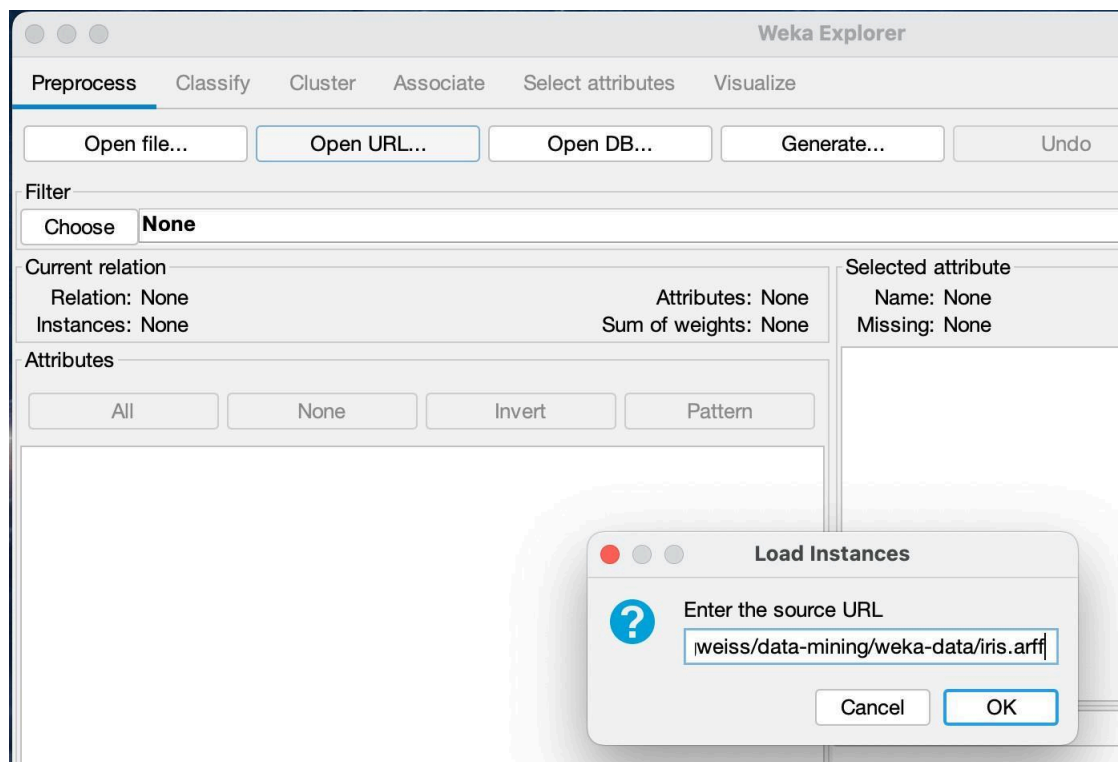 Weka Explorer
Preprocess Classify Cluster Associate Select attributes Visualize
Open file... Open URL... Open DB... Generate... Undo
Filter
Choose None
Current relation
Relation: None Attributes: None
Instances: None Sum of weights: None
Selected attribute
Name: None
Missing: None
Attributes
All None Invert Pattern
Load Instances
?
Enter the source URL
weiss/data-mining/weka-data/iris.arff
Cancel OK